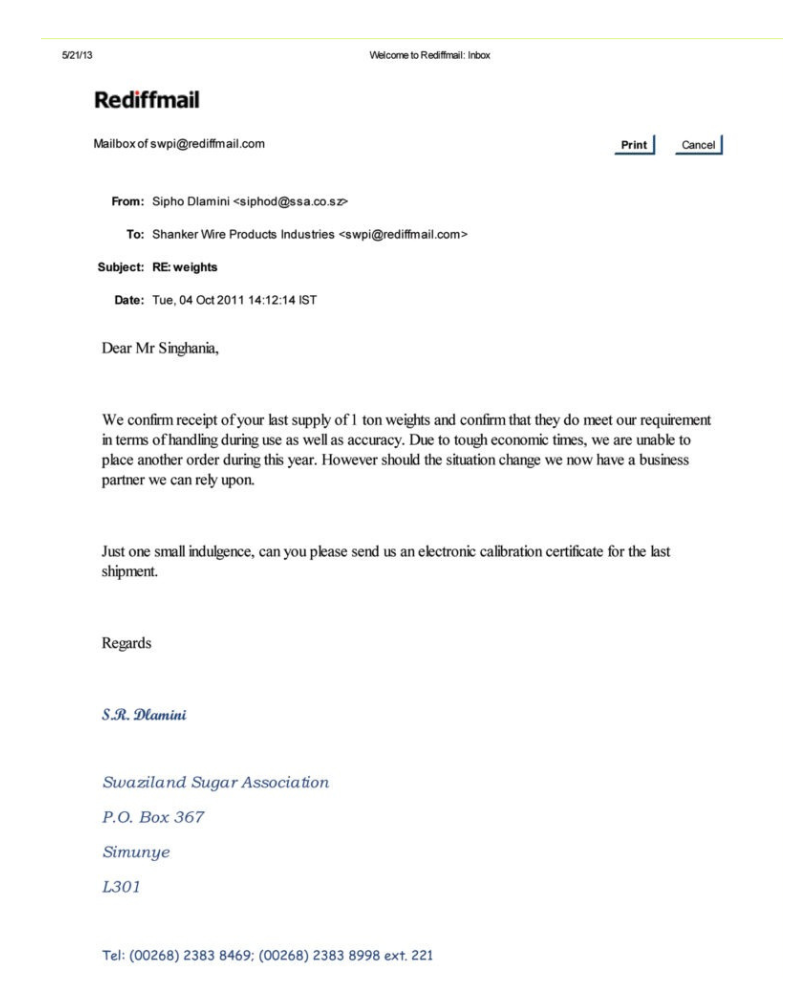 5/21/13 Welcome to Rediffmail: Inbox
Rediffmail
Mailbox of swpi@rediffmail.com Print Cancel
From: Sipho Dlamini <siphod@ssa.co.sz>
To: Shanker Wire Products Industries <swpi@rediffmail.com>
Subject: RE: weights
Date: Tue, 04 Oct 2011 14:12:14 IST
Dear Mr Singhania,
We confirm receipt of your last supply of 1 ton weights and confirm that they do meet our requirement
in terms of handling during use as well as accuracy. Due to tough economic times, we are unable to
place another order during this year. However should the situation change we now have a business
partner we can rely upon.
Just one small indulgence, can you please send us an electronic calibration certificate for the last
shipment.
Regards
S.R. Dlamini
Swaziland Sugar Association
P.O. Box 367
Simunye
L301
Tel: (00268) 2383 8469; (00268) 2383 8998 ext. 221